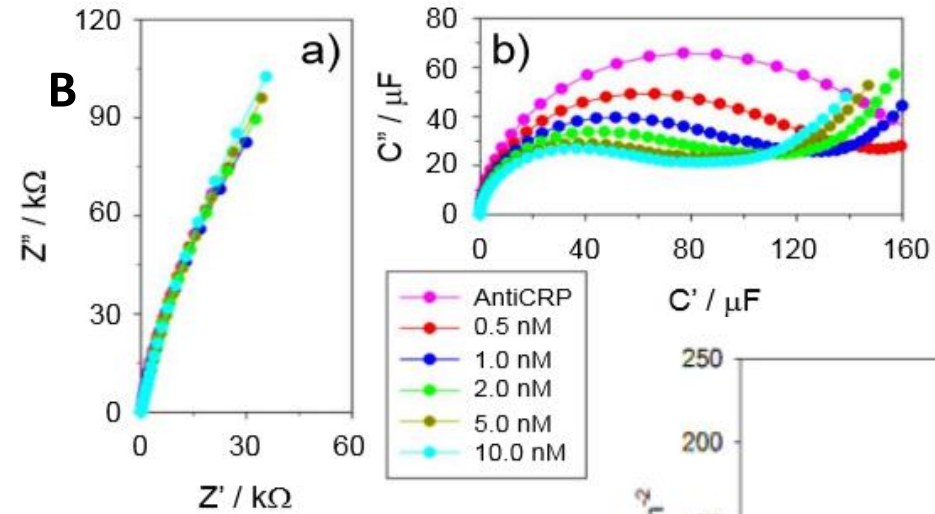 B
a)
120
90
60
30
0
Z" / kΩ
0 30 60
Z' / kΩ
b)
80
60
40
20
0
C" / μF
0 40 80 120 160
C' / μF
AntiCRP
0.5 nM
1.0 nM
2.0 nM
5.0 nM
10.0 nM
250
200